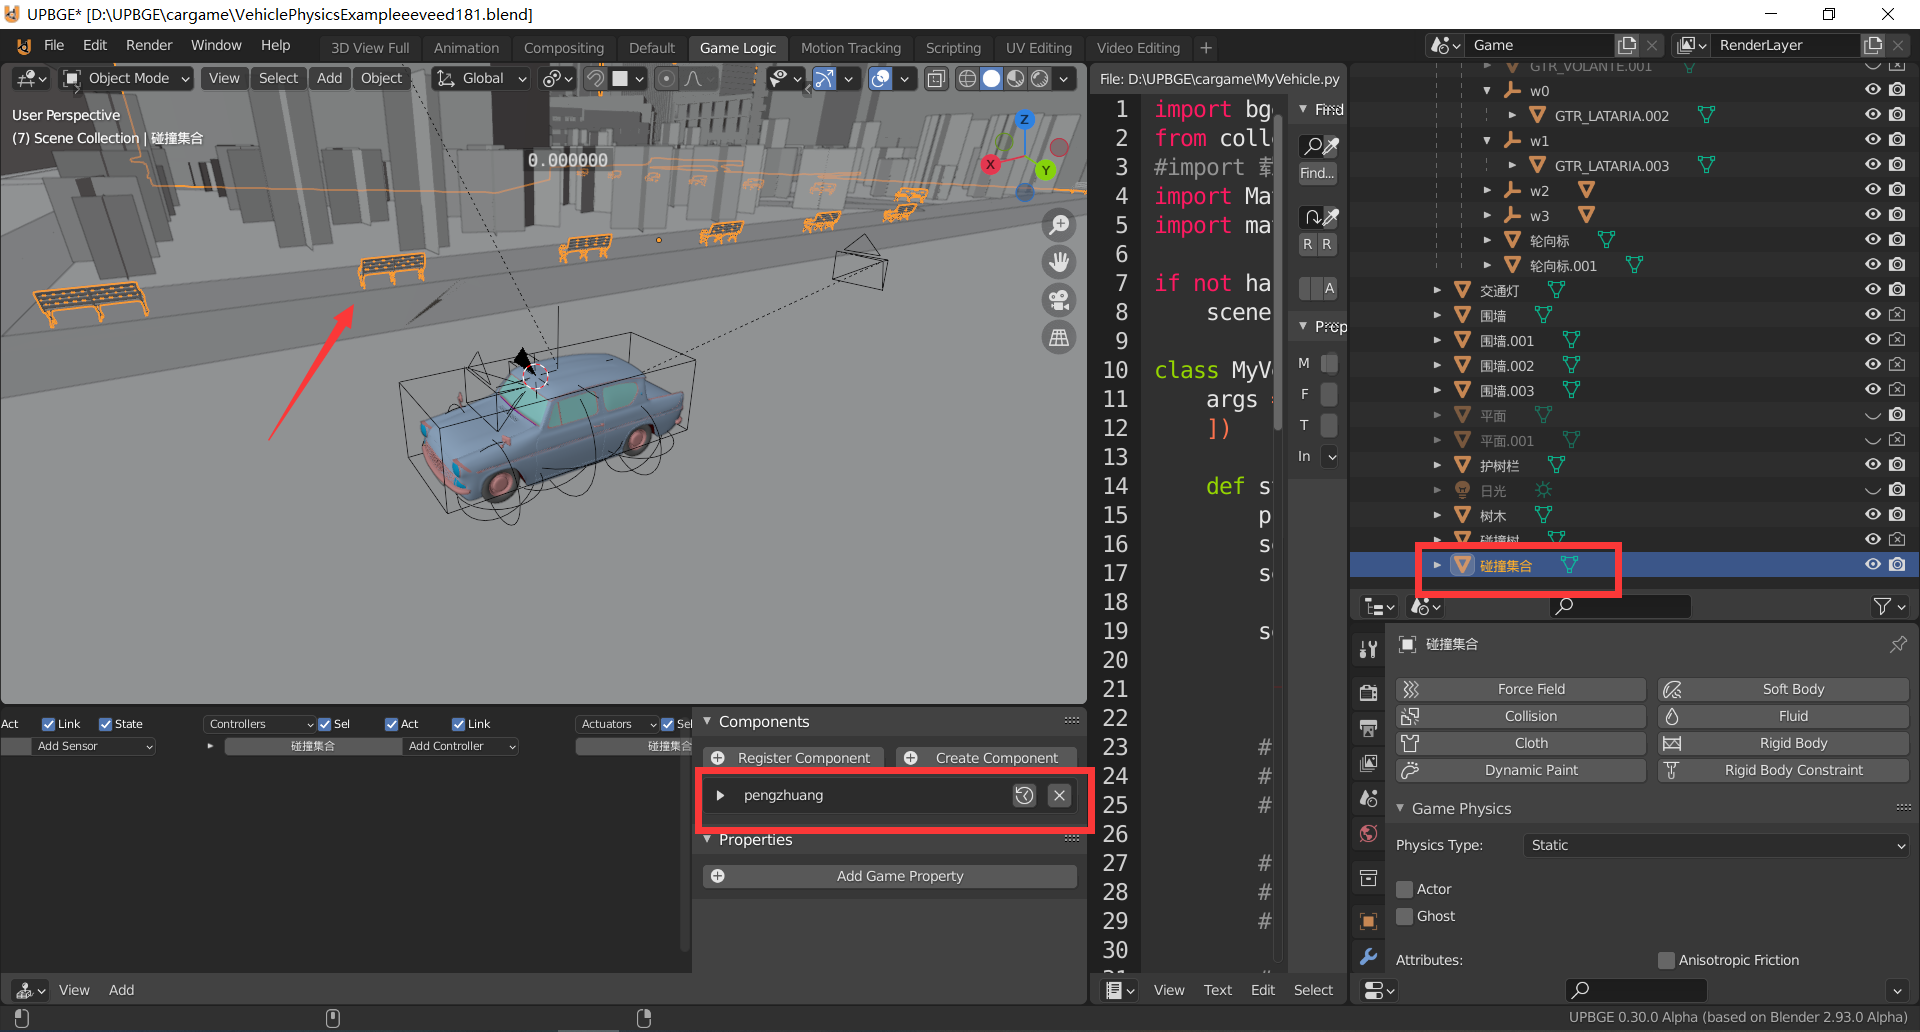 UPBGE* [D:\UPBGE\cargame\VehiclePhysicsExampleeeveed181.blend]
File Edit Render Window Help
3D View Full Animation Compositing Default Game Logic Motion Tracking Scripting UV Editing Video Editing +
Game
RenderLayer
Object Mode View Select Add Object Global
File: D:\UPBGE\cargame\MyVehicle.py
User Perspective
(7) Scene Collection | 碰撞集合
0.000000
Z
X
Y
1 import bg
2 from coll
3 #import
4 import Ma
5 import ma
6
7 if not ha
8 scene
9
10 class MyV
11 args
12 ])
13
14 def s
15 p
16 s
17 s
18
19 s
20
21
22
23 #
24 #
25 #
26
27 #
28 #
29 #
30
#
Find
Find...
R R
A
Prop
M
F
T
In
GTR_VOLANTE.001
w0
GTR_LATARIA.002
w1
GTR_LATARIA.003
w2
w3
轮向标
轮向标.001
交通灯
围墙
围墙.001
围墙.002
围墙.003
平面
平面.001
护树栏
日光
树木
碰撞树
碰撞集合
碰撞集合
Force Field Soft Body
Collision Fluid
Cloth Rigid Body
Dynamic Paint Rigid Body Constraint
Game Physics
Physics Type: Static
Actor
Ghost
Attributes: Anisotropic Friction
Act Link State Controllers Sel Act Link Actuators Sel
Add Sensor 碰撞集合 Add Controller 碰撞集合
Components
Register Component Create Component
pengzhuang
Properties
Add Game Property
View Add
View Text Edit Select
UPBGE 0.30.0 Alpha (based on Blender 2.93.0 Alpha)